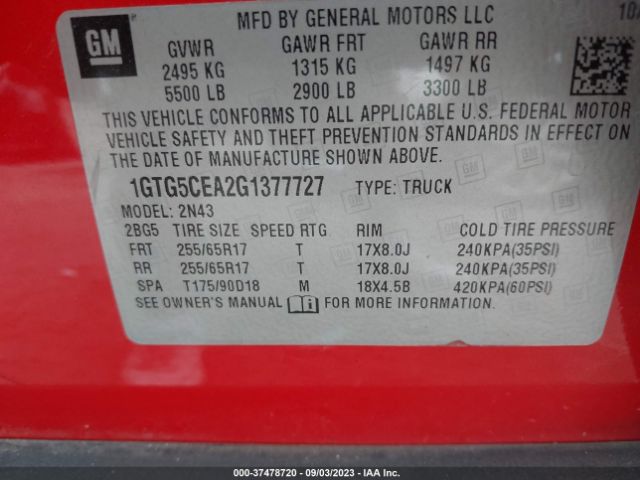 MFD BY GENERAL MOTORS LLC 10/
GM
GVWR GAWR FRT GAWR RR
2495 KG 1315 KG 1497 KG
5500 LB 2900 LB 3300 LB
THIS VEHICLE CONFORMS TO ALL APPLICABLE U.S. FEDERAL MOTOR
VEHICLE SAFETY AND THEFT PREVENTION STANDARDS IN EFFECT ON
THE DATE OF MANUFACTURE SHOWN ABOVE.
1GTG5CEA2G1377727 TYPE: TRUCK
MODEL: 2N43
2BG5 TIRE SIZE SPEED RTG RIM COLD TIRE PRESSURE
FRT 255/65R17 T 17X8.0J 240KPA(35PSI)
RR 255/65R17 T 17X8.0J 240KPA(35PSI)
SPA T175/90D18 M 18X4.5B 420KPA(60PSI)
SEE OWNER'S MANUAL i FOR MORE INFORMATION.
000-37478720 - 09/03/2023 - IAA Inc.